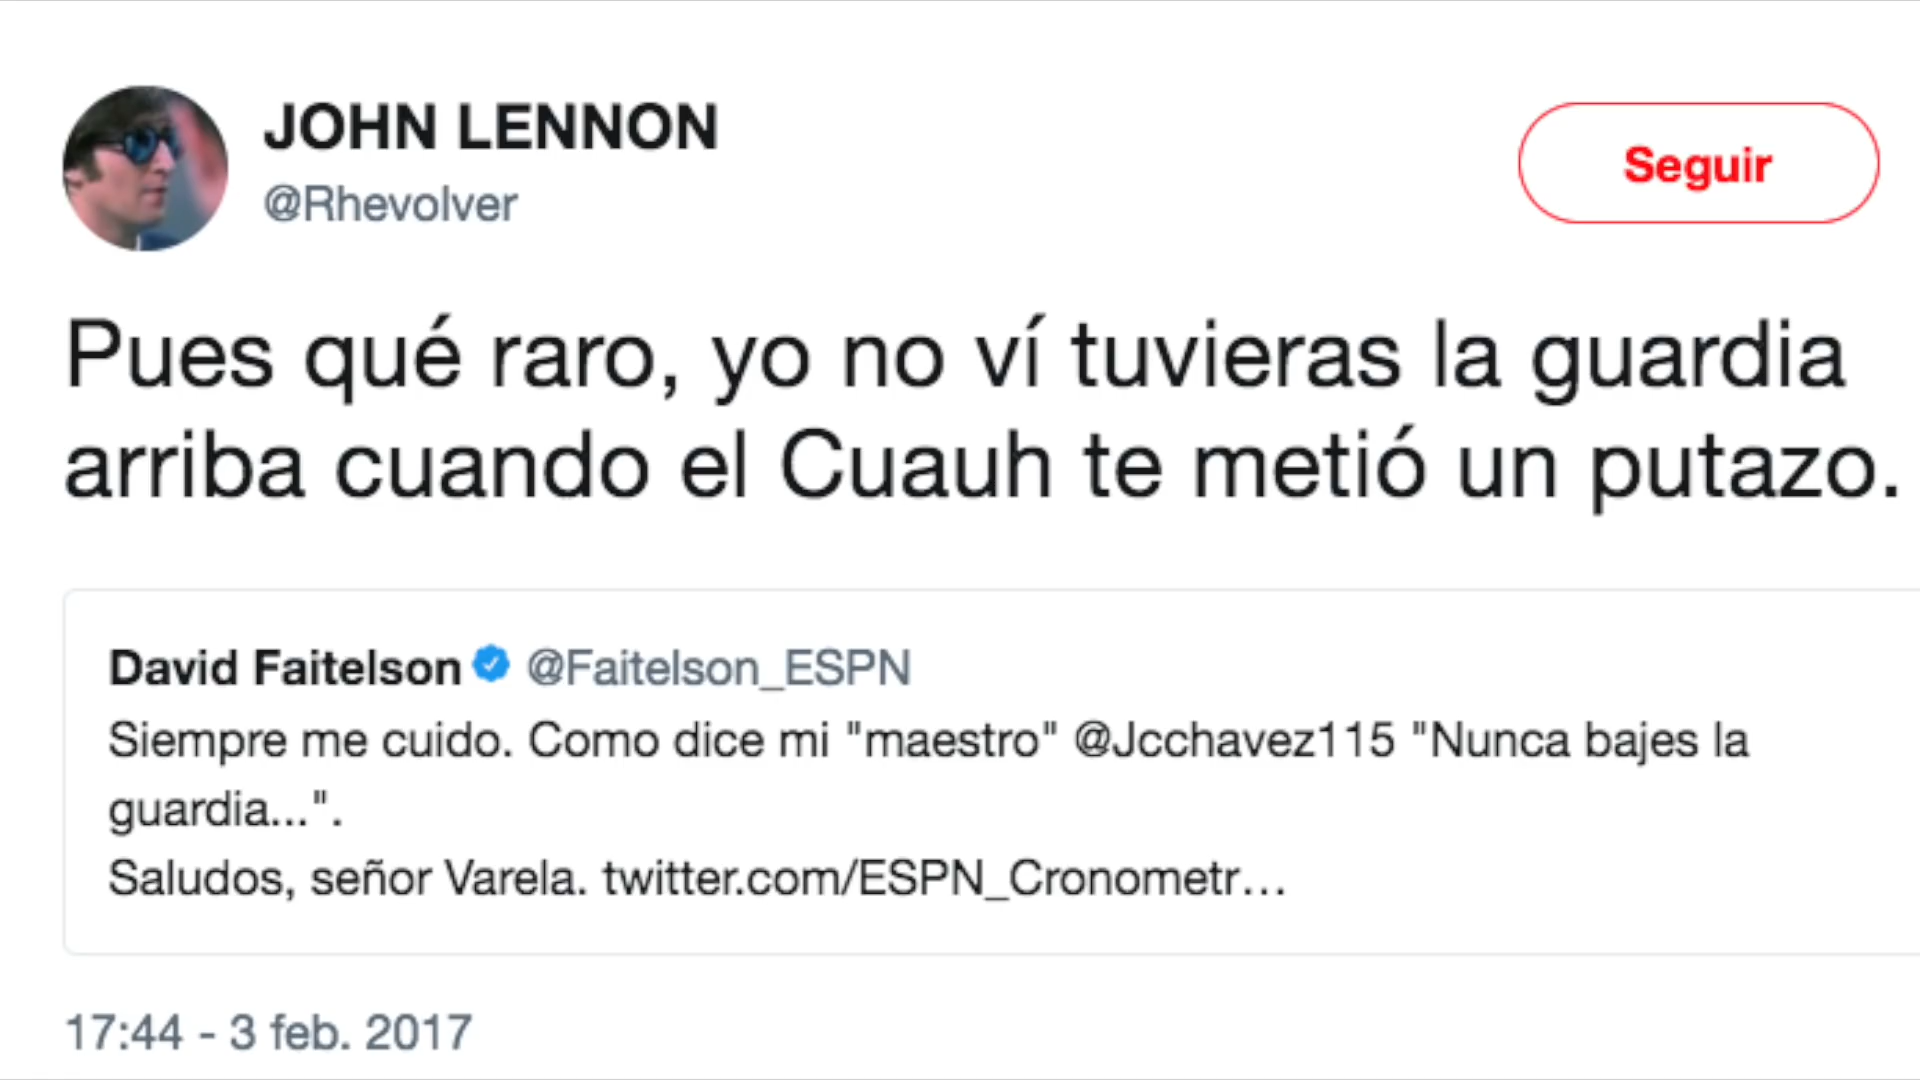 JOHN LENNON
@Rhevolver
Seguir
Pues qué raro, yo no ví tuvieras la guardia
arriba cuando el Cuauh te metió un putazo.
David Faitelson @Faitelson_ESPN
Siempre me cuido. Como dice mi "maestro" @Jcchavez115 "Nunca bajes la
guardia...".
Saludos, señor Varela. twitter.com/ESPN_Cronometr…
17:44 - 3 feb. 2017